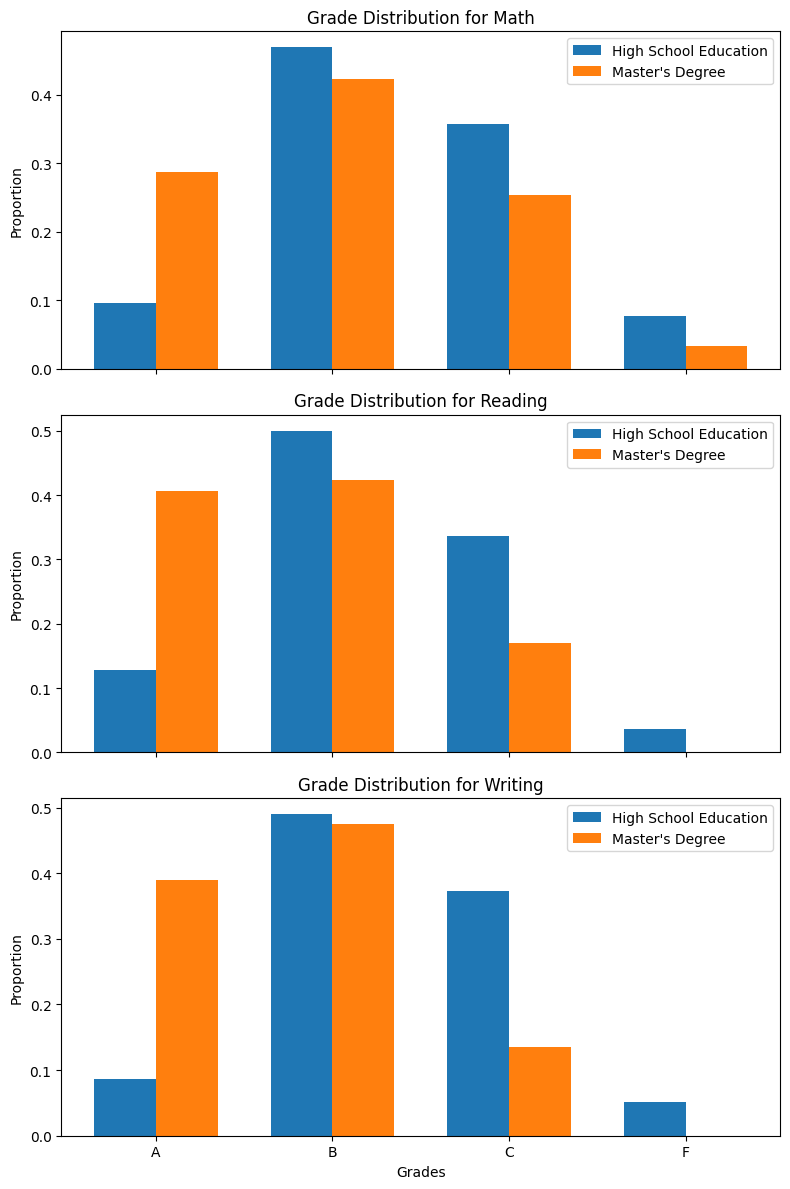 Grade Distribution for Math
High School Education
Master's Degree
Proportion
0.4
0.3
0.2
0.1
0.0
Grade Distribution for Reading
High School Education
Master's Degree
Proportion
0.5
0.4
0.3
0.2
0.1
0.0
Grade Distribution for Writing
High School Education
Master's Degree
Proportion
0.5
0.4
0.3
0.2
0.1
0.0
A B C F
Grades